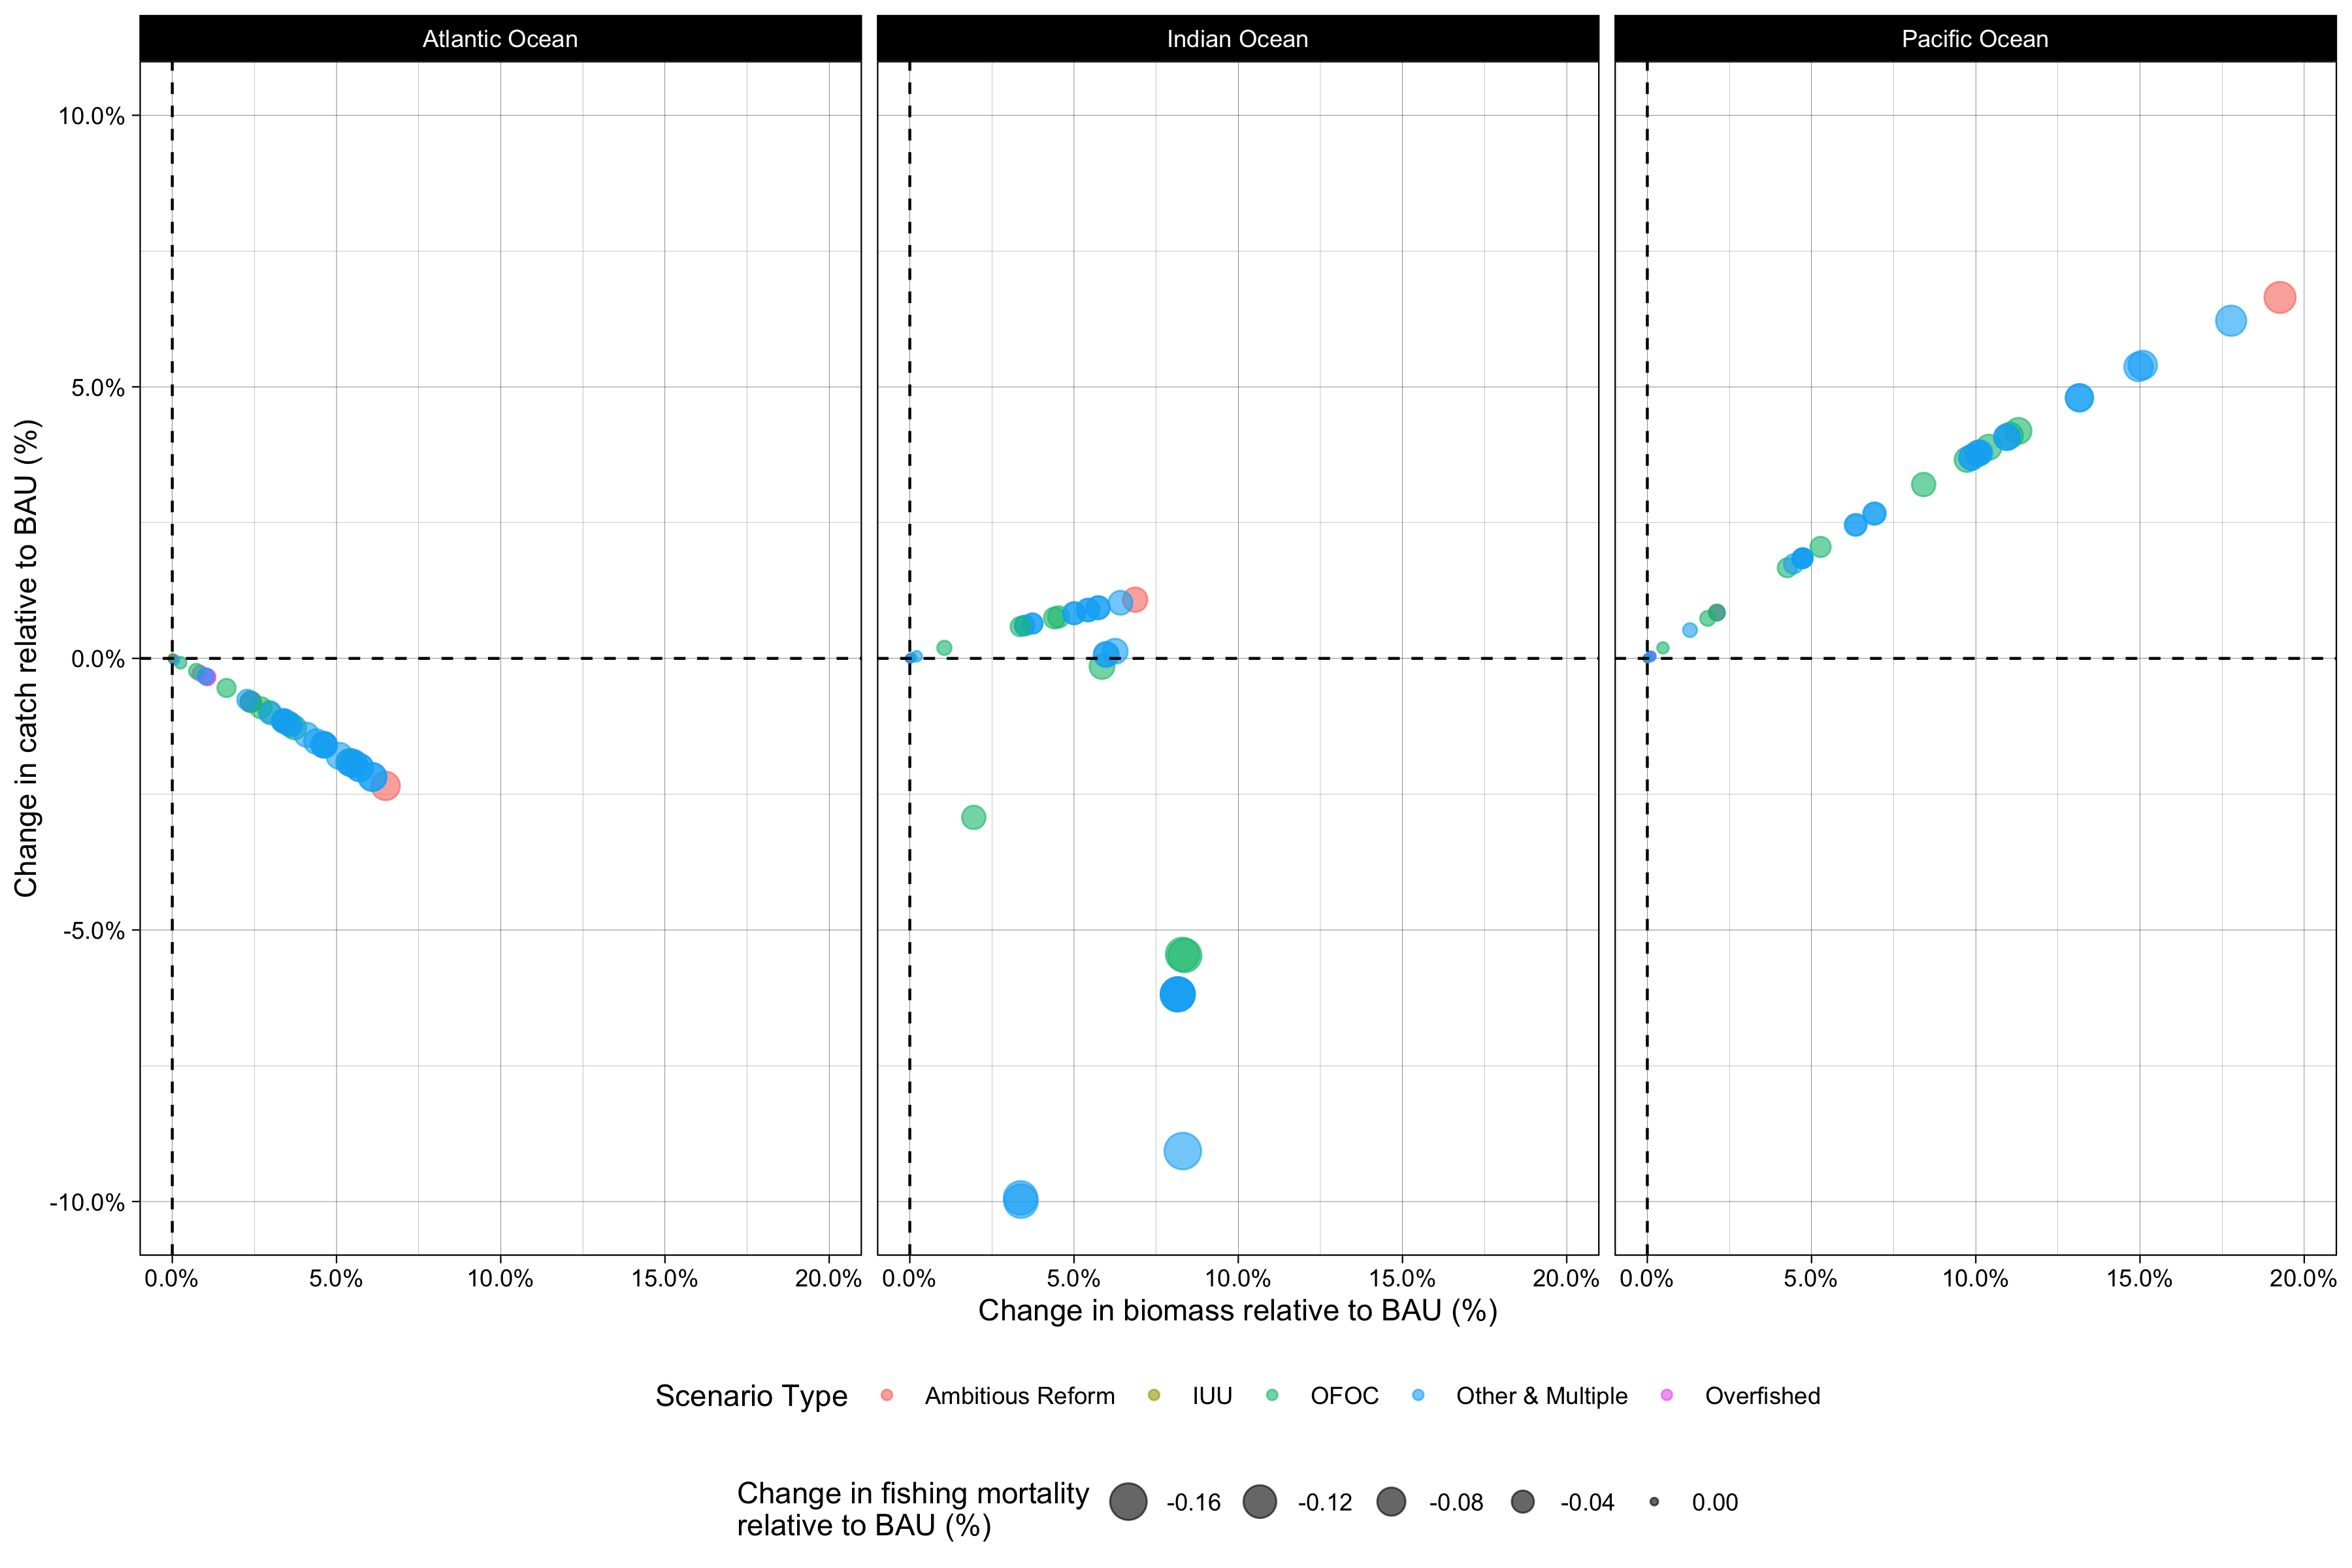 Atlantic Ocean Indian Ocean Pacific Ocean
Change in catch relative to BAU (%)
10.0%
5.0%
0.0%
-5.0%
-10.0%
0.0% 5.0% 10.0% 15.0% 20.0% 0.0% 5.0% 10.0% 15.0% 20.0% 0.0% 5.0% 10.0% 15.0% 20.0%
Change in biomass relative to BAU (%)
Scenario Type Ambitious Reform IUU OFOC Other & Multiple Overfished
Change in fishing mortality
relative to BAU (%)
-0.16 -0.12 -0.08 -0.04 0.00